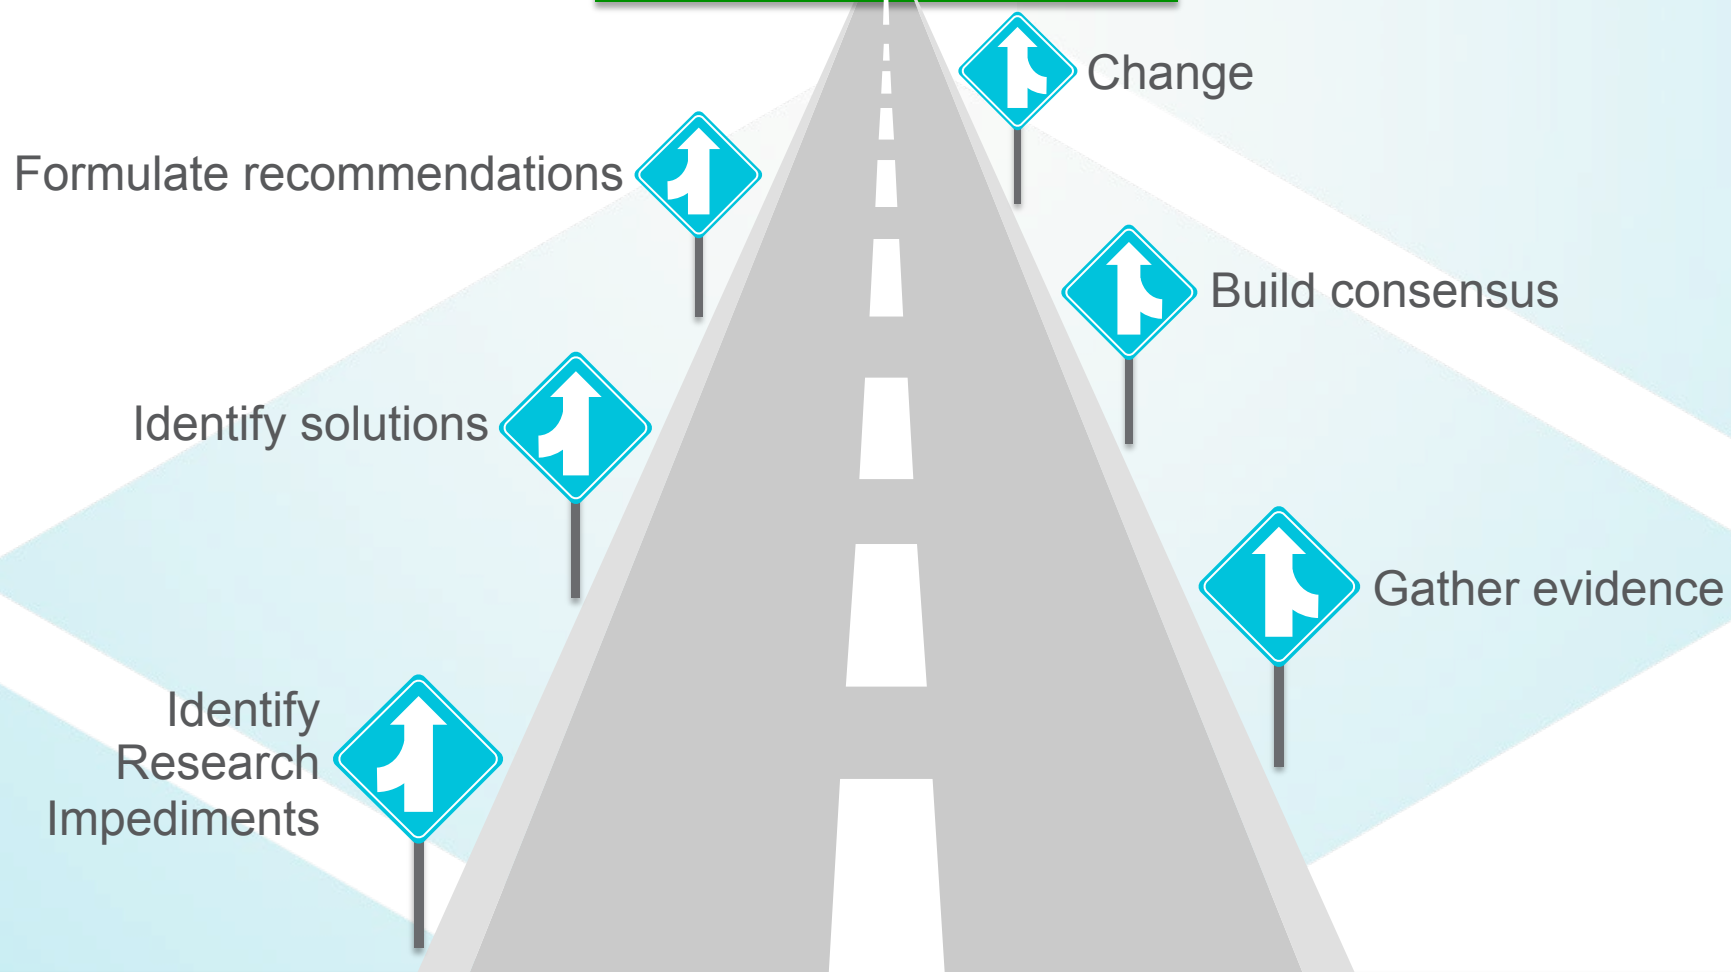 Change
Formulate recommendations
Build consensus
Identify solutions
Gather evidence
Identify
Research
Impediments